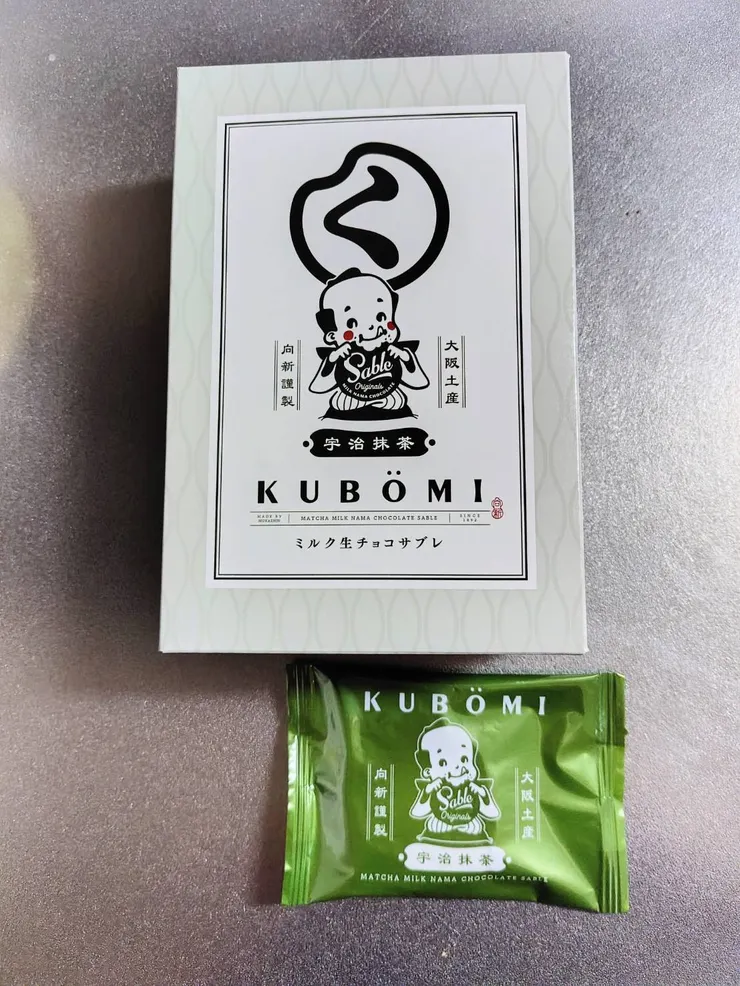 く
Sable
Originals
MILK NAMA CHOCOLATE
向新謹製
大阪土産
宇治抹茶
KUBÖMI
向新
MADE BY
MUKASHIN
MATCHA MILK NAMA CHOCOLATE SABLE
SINCE
1892
ミルク生チョコサブレ
KUBÖMI
向新謹製
大阪土産
Sable
Originals
宇治抹茶
MATCHA MILK NAMA CHOCOLATE SABLE